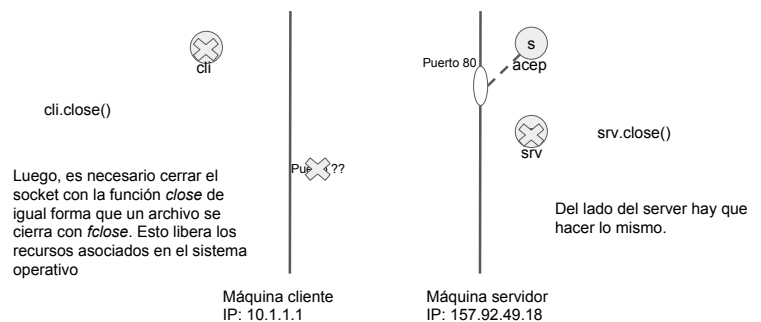 cli
cli.close()
Pue ??
Luego, es necesario cerrar el
socket con la función close de
igual forma que un archivo se
cierra con fclose. Esto libera los
recursos asociados en el sistema
operativo
Máquina cliente
IP: 10.1.1.1
s
Puerto 80
acep
srv.close()
srv
Del lado del server hay que
hacer lo mismo.
Máquina servidor
IP: 157.92.49.18